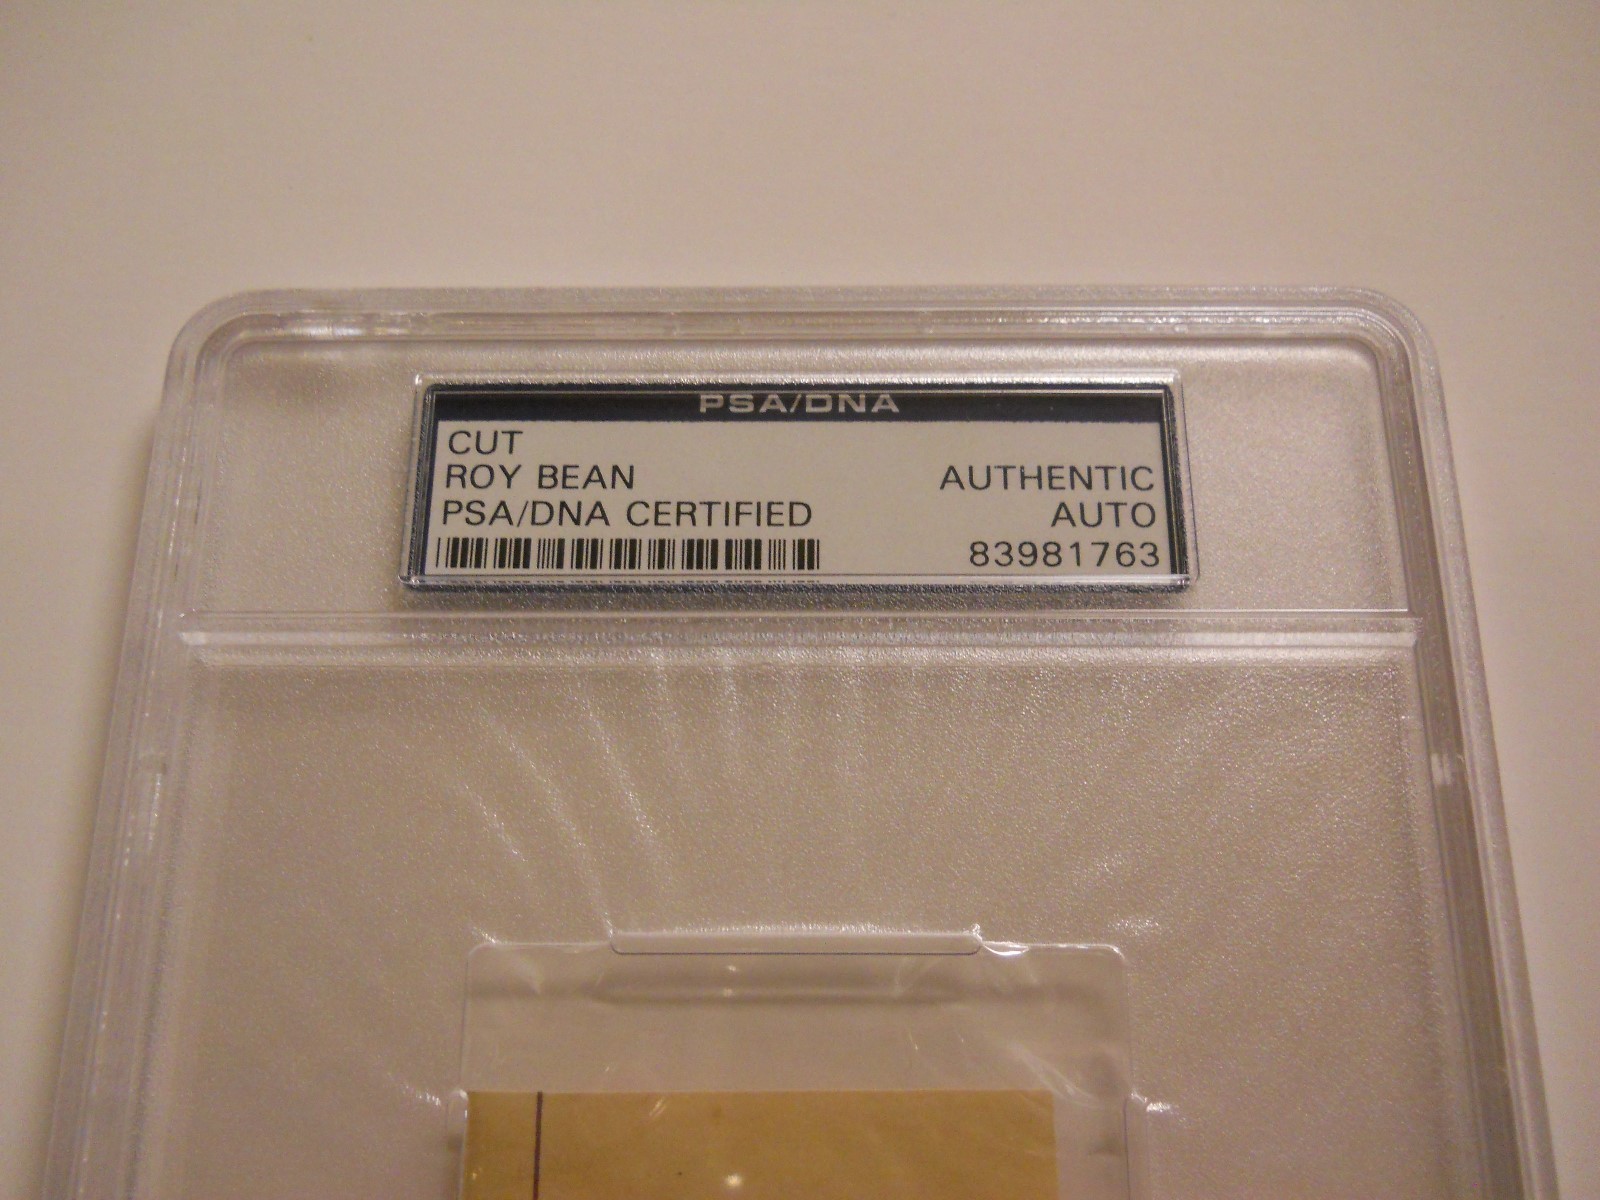 PSA/DNA
CUT
ROY BEAN AUTHENTIC
PSA/DNA CERTIFIED AUTO
83981763